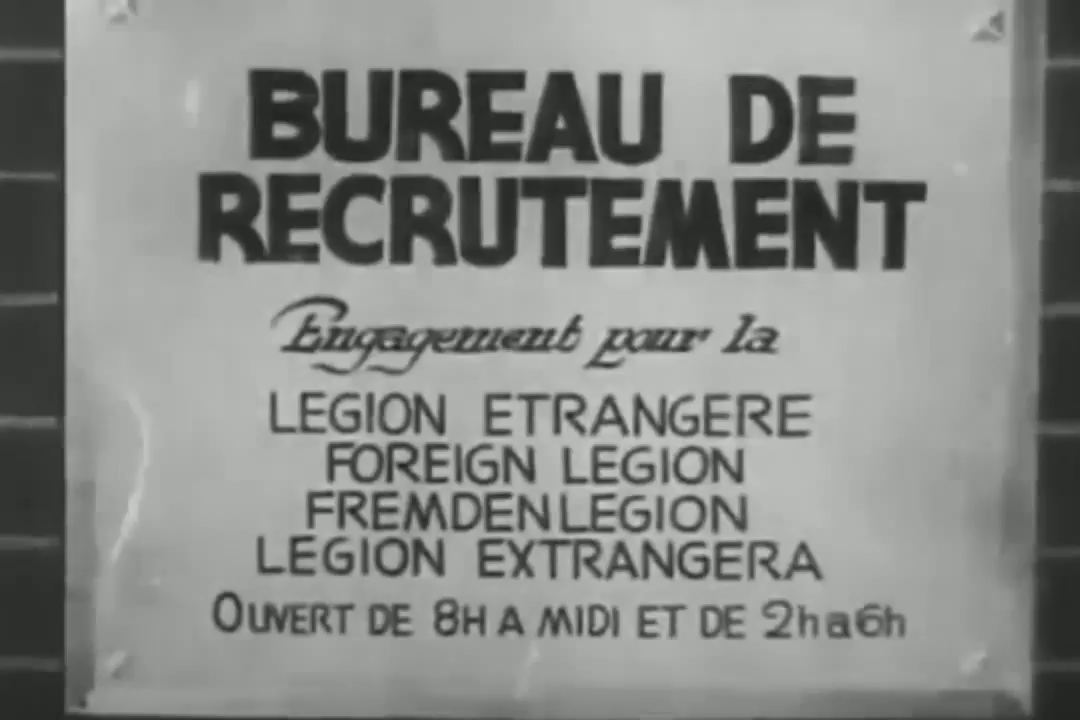 BUREAU DE
RECRUTEMENT
Engagement pour la
LEGION ETRANGERE
FOREIGN LEGION
FREMDENLEGION
LEGION EXTRANGERA
OUVERT DE 8H A MIDI ET DE 2h a 6h